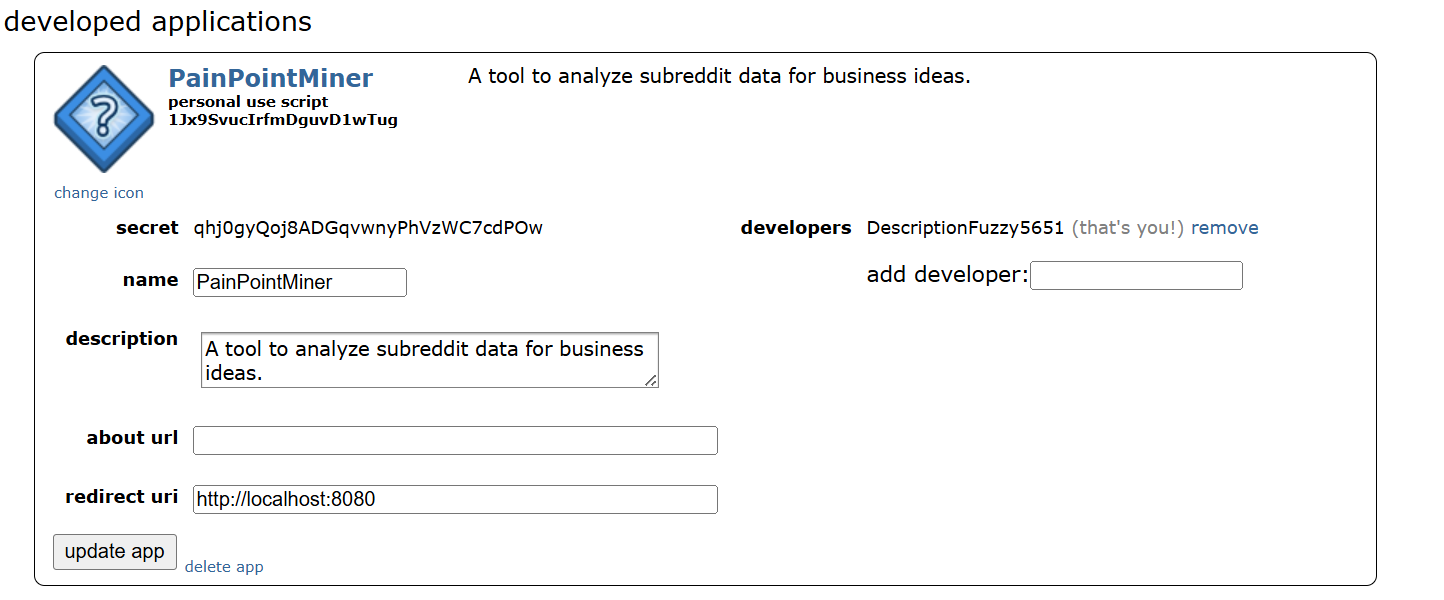 developed applications
PainPointMiner
A tool to analyze subreddit data for business ideas.
personal use script
1Jx9SvucIrfmDguvD1wTug
change icon
secret qhj0gyQoj8ADGqvwnyPhVzWC7cdPOw
developers DescriptionFuzzy5651 (that's you!) remove
name PainPointMiner
add developer:
description A tool to analyze subreddit data for business
ideas.
about url
redirect uri http://localhost:8080
update app
delete app